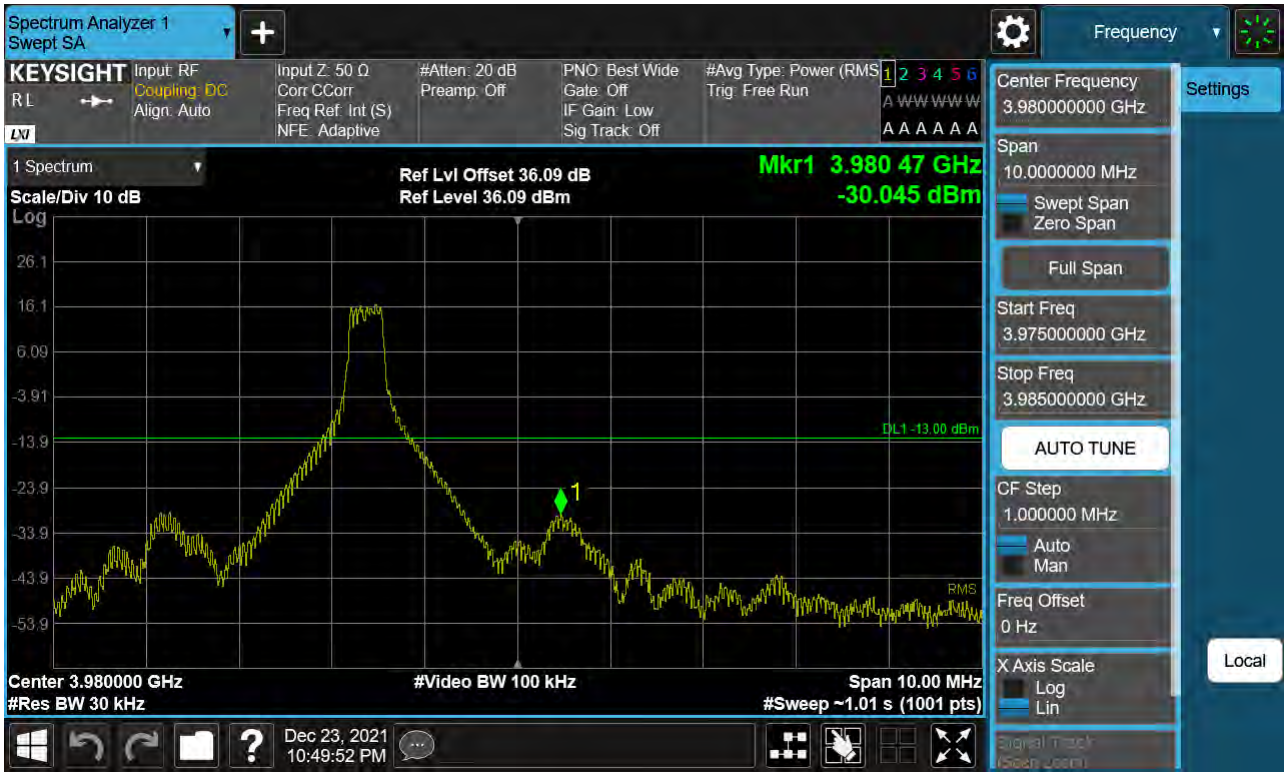 Spectrum Analyzer 1
Swept SA
+
Frequency
KEYSIGHT
RL
LXI
Input: RF
Coupling: DC
Align: Auto
Input Z: 50 Ω
Corr CCorr
Freq Ref: Int (S)
NFE: Adaptive
#Atten: 20 dB
Preamp: Off
PNO: Best Wide
Gate: Off
IF Gain: Low
Sig Track: Off
#Avg Type: Power (RMS
Trig: Free Run
1 2 3 4 5 6
A W W W W W
A A A A A A
1 Spectrum
Scale/Div 10 dB
Log
Ref Lvl Offset 36.09 dB
Ref Level 36.09 dBm
Mkr1 3.980 47 GHz
-30.045 dBm
26.1
16.1
6.09
-3.91
-13.9
-23.9
-33.9
-43.9
-53.9
DL1 -13.00 dBm
1
RMS
Center 3.980000 GHz
#Res BW 30 kHz
#Video BW 100 kHz
Span 10.00 MHz
#Sweep ~1.01 s (1001 pts)
Center Frequency
3.980000000 GHz
Settings
Span
10.0000000 MHz
Swept Span
Zero Span
Full Span
Start Freq
3.975000000 GHz
Stop Freq
3.985000000 GHz
AUTO TUNE
CF Step
1.000000 MHz
Auto
Man
Freq Offset
0 Hz
X Axis Scale
Log
Lin
Signal Track
(Span Zoom)
Local
?
Dec 23, 2021
10:49:52 PM